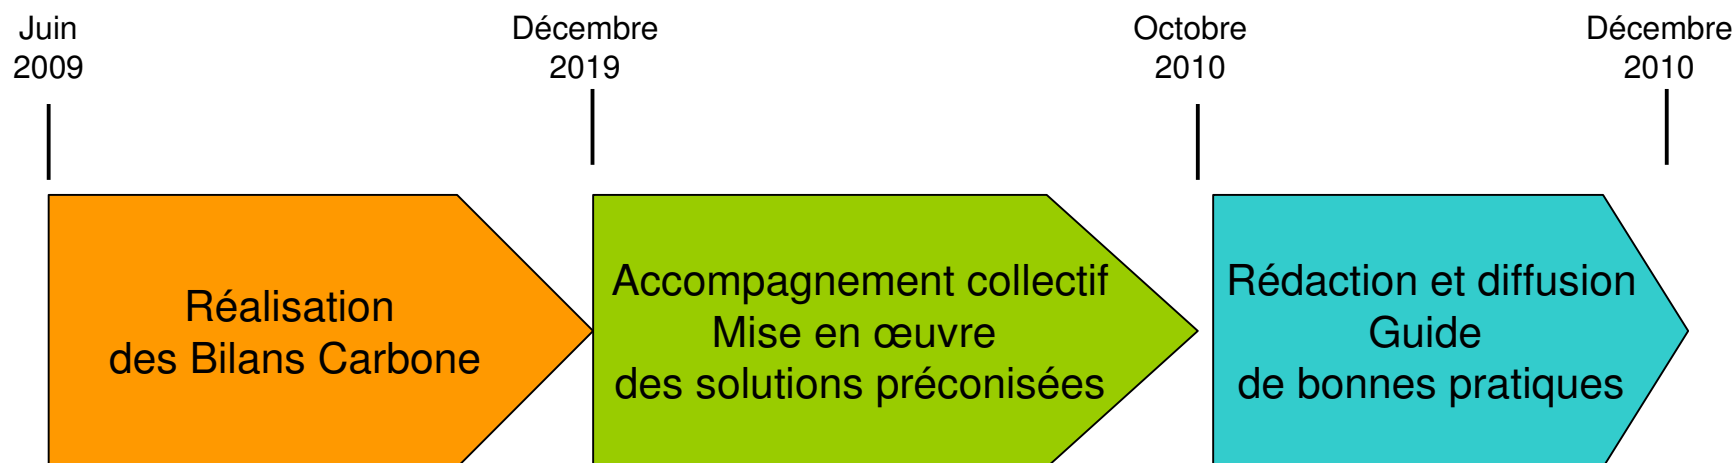 Juin
2009
Décembre
2019
Octobre
2010
Décembre
2010
Réalisation
des Bilans Carbone
Accompagnement collectif
Mise en œuvre
des solutions préconisées
Rédaction et diffusion
Guide
de bonnes pratiques